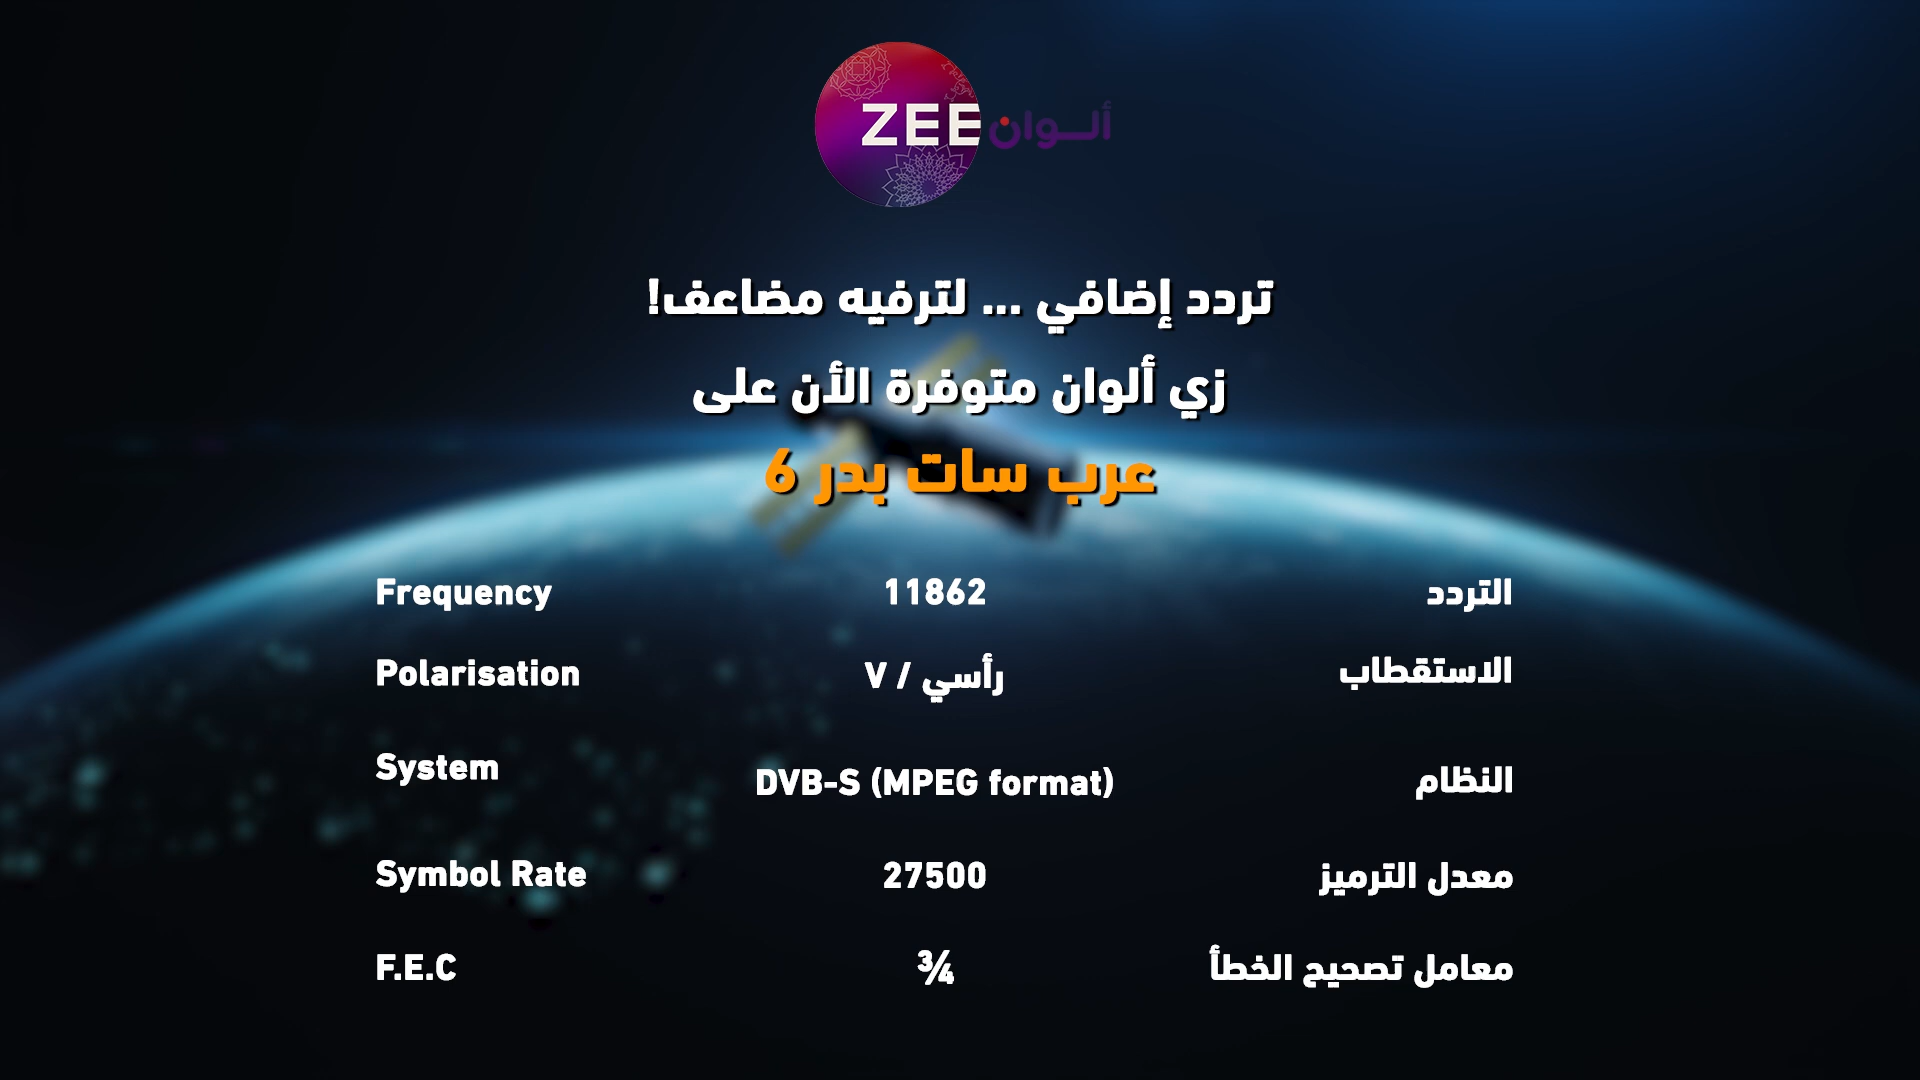 ZEE ألوان
تردد إضافي ... لترفيه مضاعف!
زي ألوان متوفرة الأن على
عرب سات بدر 6
Frequency 11862 التردد
Polarisation رأسي / V الاستقطاب
System DVB-S (MPEG format) النظام
Symbol Rate 27500 معدل الترميز
F.E.C ¾ معامل تصحيح الخطأ